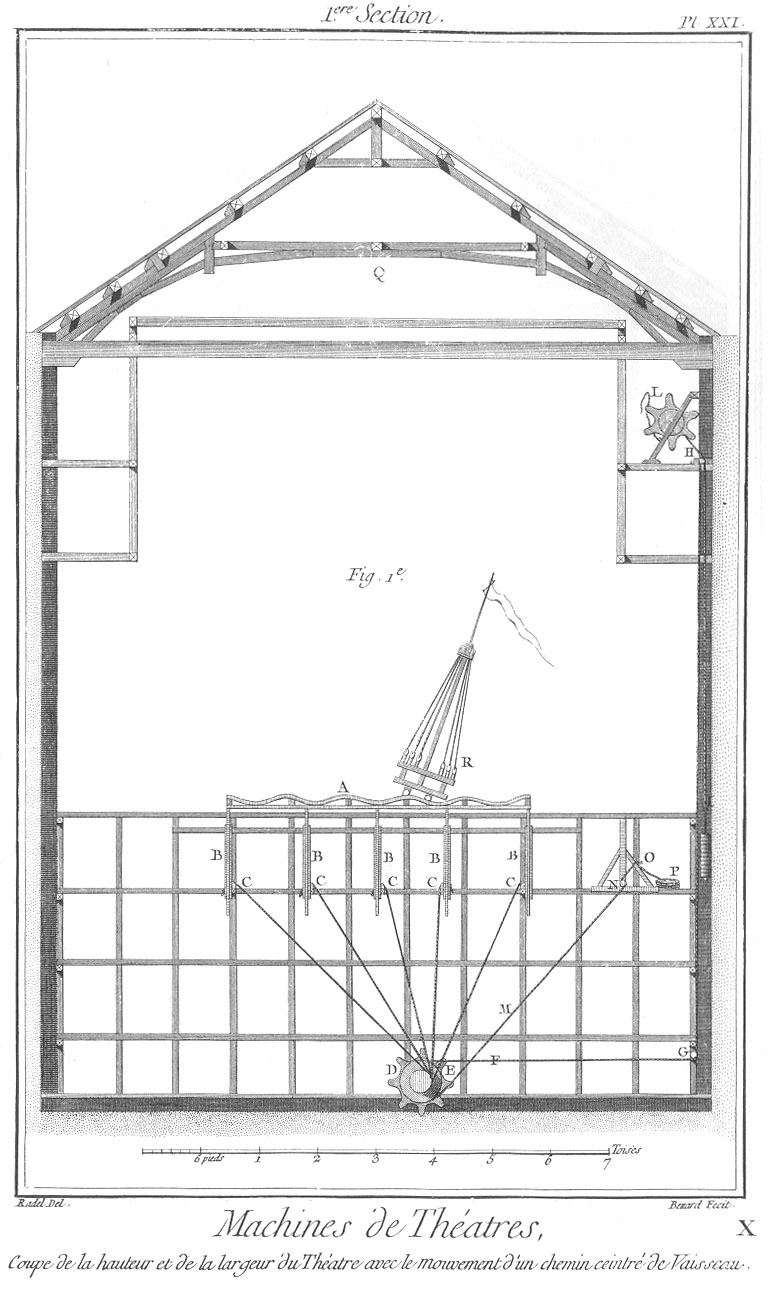 1.ere Section.
Pl. XXI.
Q
L
H
Fig. 1e.
R
A
B B B B B
O
P
C C C C C
N
M
D E F G
6 pieds 1 2 3 4 5 6 7 Toises
Radel Del.
Benard Fecit.
Machines de Théatres,
X
Coupe de la hauteur et de la largeur du Théatre avec le mouvement d'un chemin ceintré de Vaisseau.